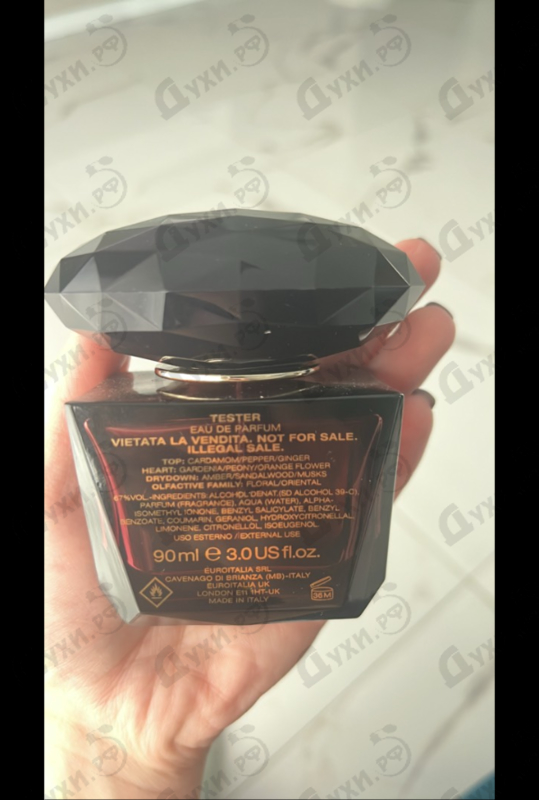 TESTER
EAU DE PARFUM
VIETATA LA VENDITA. NOT FOR SALE.
ILLEGAL SALE.
TOP: CARDAMOM/PEPPER/GINGER
HEART: GARDENIA/PEONY/ORANGE FLOWER
DRYDOWN: AMBER/SANDALWOOD/MUSKS
OLFACTIVE FAMILY: FLORAL/ORIENTAL
67%VOL-INGREDIENTS: ALCOHOL DENAT.(SD ALCOHOL 39-C),
PARFUM (FRAGRANCE), AQUA (WATER), ALPHA-
ISOMETHYL IONONE, BENZYL SALICYLATE, BENZYL
BENZOATE, COUMARIN, GERANIOL, HYDROXYCITRONELLAL,
LIMONENE, CITRONELLOL, ISOEUGENOL.
USO ESTERNO / EXTERNAL USE
90ml e 3.0 US fl.oz.
EUROITALIA SRL
CAVENAGO DI BRIANZA (MB)-ITALY
EUROITALIA UK
LONDON E11 1HT-UK
MADE IN ITALY
36M
Духи.РФ